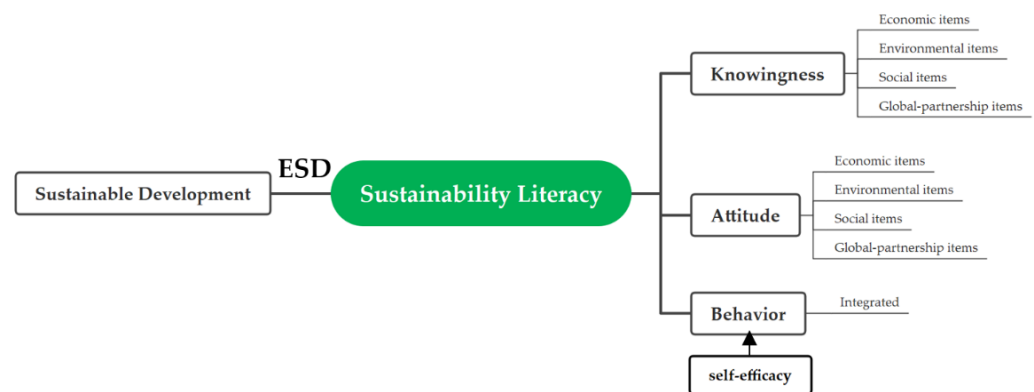 Sustainable Development
ESD
Sustainability Literacy
Knowingness
Economic items
Environmental items
Social items
Global-partnership items
Attitude
Economic items
Environmental items
Social items
Global-partnership items
Behavior
Integrated
self-efficacy